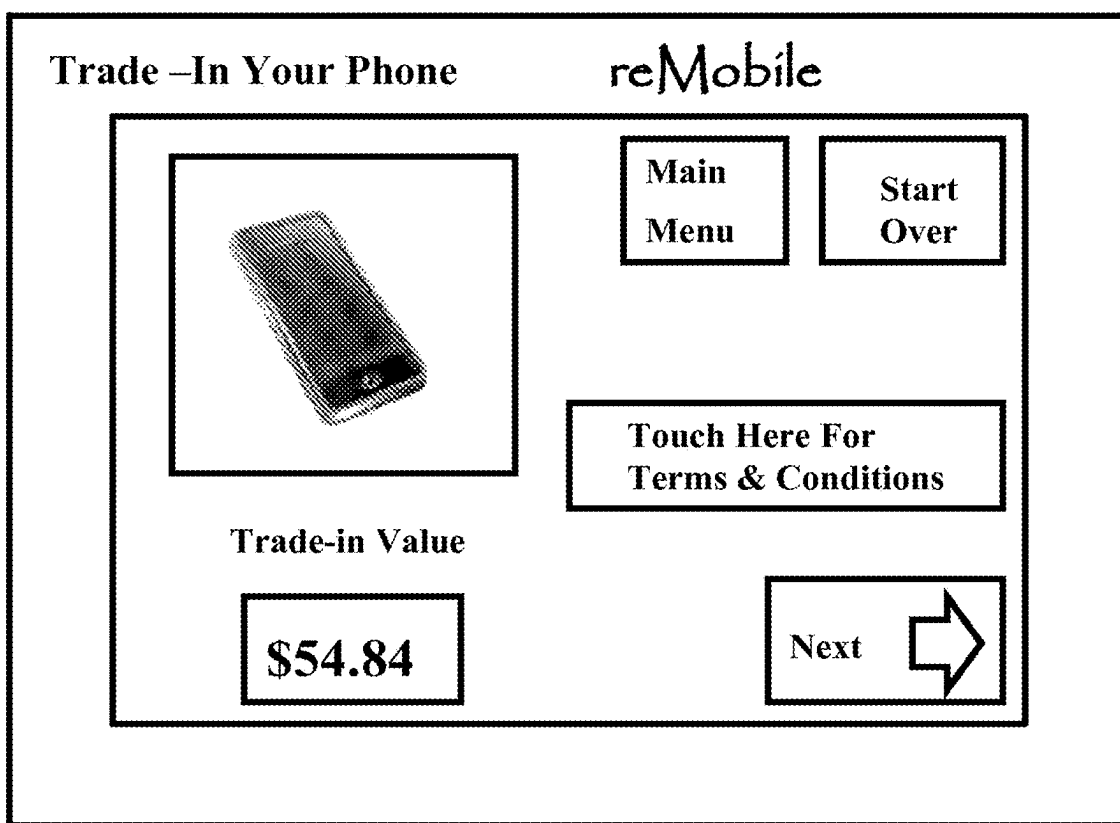 Trade –In Your Phone
reMobile
Main
Menu
Start
Over
Touch Here For
Terms & Conditions
Trade-in Value
$54.84
Next